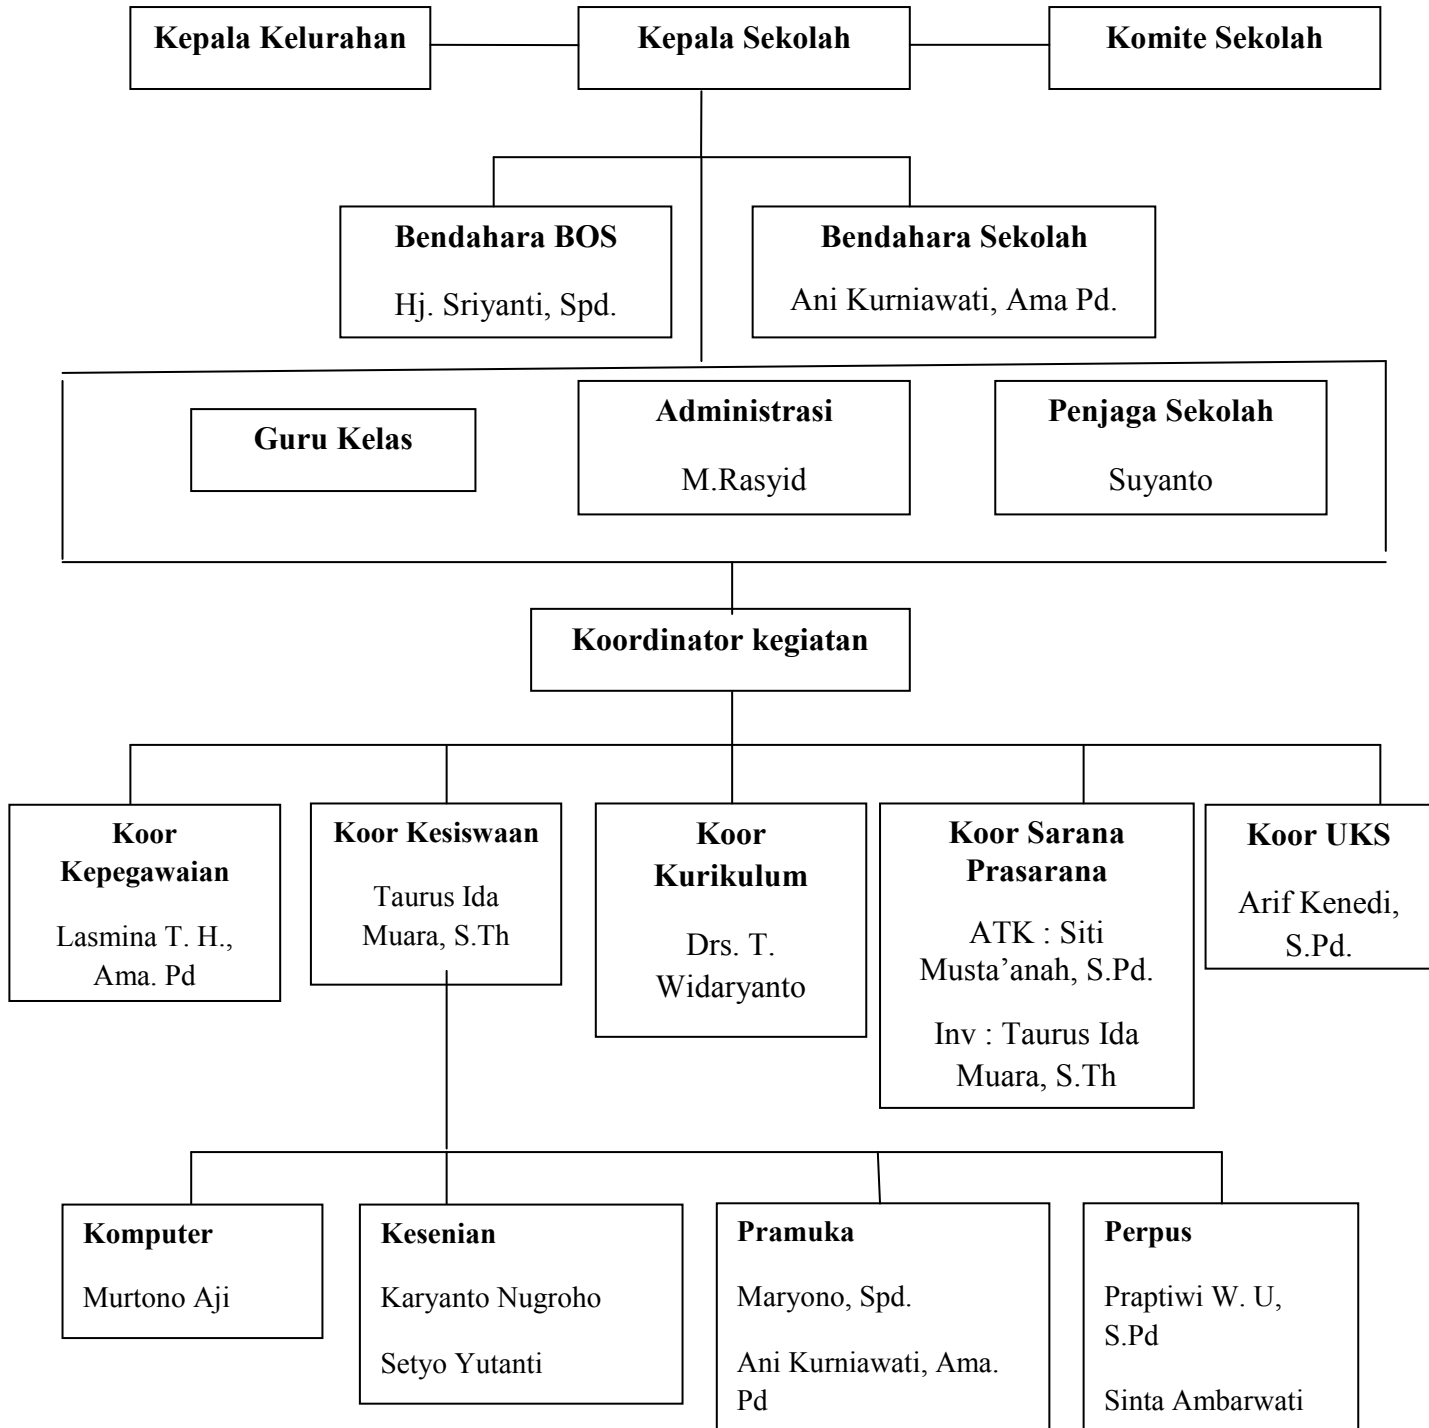 Kepala Kelurahan
Kepala Sekolah
Komite Sekolah
Bendahara BOS
Hj. Sriyanti, Spd.
Bendahara Sekolah
Ani Kurniawati, Ama Pd.
Guru Kelas
Administrasi
M.Rasyid
Penjaga Sekolah
Suyanto
Koordinator kegiatan
Koor
Kepegawaian
Lasmina T. H.,
Ama. Pd
Koor Kesiswaan
Taurus Ida
Muara, S.Th
Koor
Kurikulum
Drs. T.
Widaryanto
Koor Sarana
Prasarana
ATK : Siti
Musta’anah, S.Pd.
Inv : Taurus Ida
Muara, S.Th
Koor UKS
Arif Kenedi,
S.Pd.
Komputer
Murtono Aji
Kesenian
Karyanto Nugroho
Setyo Yutanti
Pramuka
Maryono, Spd.
Ani Kurniawati, Ama.
Pd
Perpus
Praptiwi W. U,
S.Pd
Sinta Ambarwati